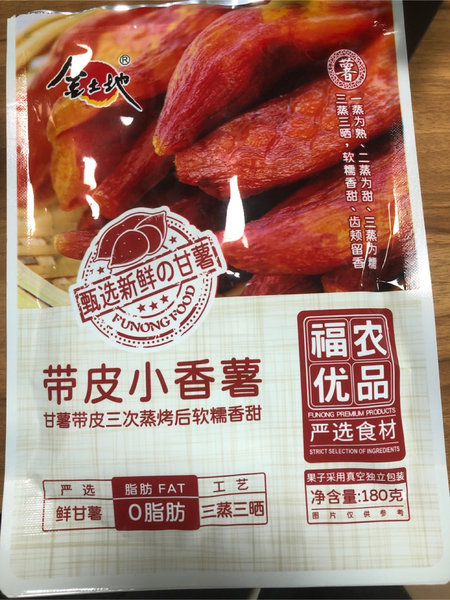 金土地®
薯
一蒸为熟、二蒸为甜、三蒸为糯
三蒸三晒，软糯香甜、齿颊留香
甄选新鲜の甘薯
FUNONG FOOD
带皮小香薯
甘薯带皮三次蒸烤后软糯香甜
福农
优品
FUNONG PREMIUM PRODUCTS
严选食材
STRICT SELECTION OF INGREDIENTS
果子采用真空独立包装
净含量:180克
图片仅供参考
严选 脂肪 FAT 工艺
鲜甘薯 0脂肪 三蒸三晒